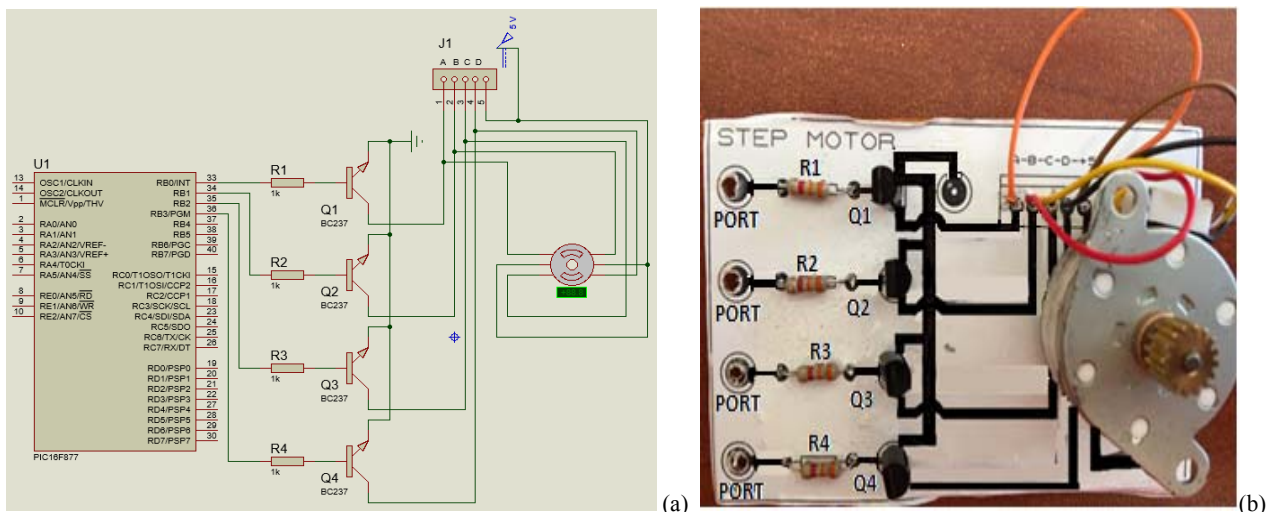 5 V
J1
A B C D
1 2 3 4 5
U1
13 OSC1/CLKIN RB0/INT 33
14 OSC2/CLKOUT RB1 34
1 MCLR/Vpp/THV RB2 35
RB3/PGM 36
2 RA0/AN0 RB4 37
3 RA1/AN1 RB5 38
4 RA2/AN2/VREF- RB6/PGC 39
5 RA3/AN3/VREF+ RB7/PGD 40
6 RA4/T0CKI
7 RA5/AN4/SS RC0/T1OSO/T1CKI 15
RC1/T1OSI/CCP2 16
8 RE0/AN5/RD RC2/CCP1 17
9 RE1/AN6/WR RC3/SCK/SCL 18
10 RE2/AN7/CS RC4/SDI/SDA 23
RC5/SDO 24
RC6/TX/CK 25
RC7/RX/DT 26
RD0/PSP0 19
RD1/PSP1 20
RD2/PSP2 21
RD3/PSP3 22
RD4/PSP4 27
RD5/PSP5 28
RD6/PSP6 29
RD7/PSP7 30
PIC16F877
R1
1k
Q1
BC237
R2
1k
Q2
BC237
R3
1k
Q3
BC237
R4
1k
Q4
BC237
(a)
STEP MOTOR
A-B-C-D-+5
R1
PORT
Q1
R2
PORT
Q2
R3
PORT
Q3
R4
PORT
Q4
(b)